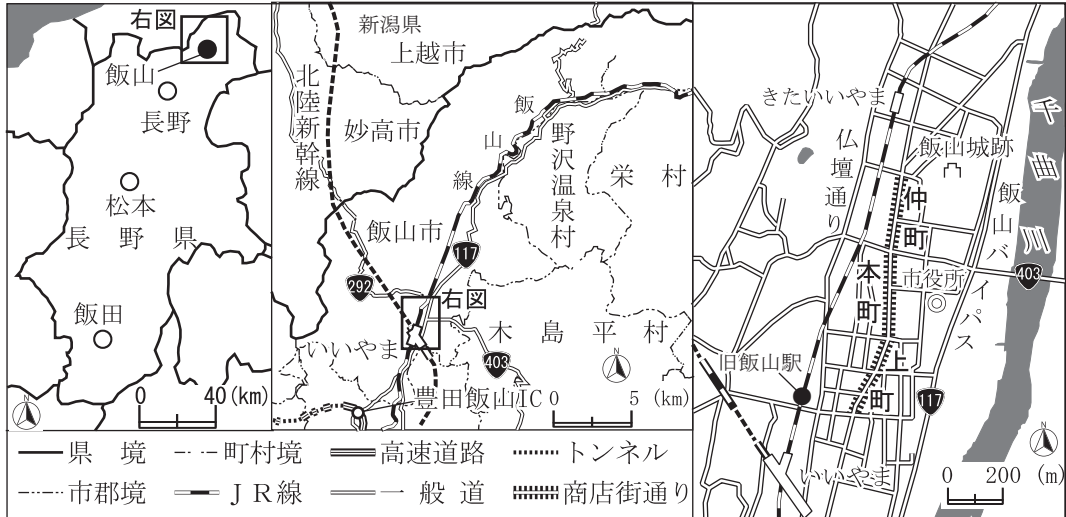 右図
飯山
長野
松本
長野県
飯田
0 40(km)
新潟県
上越市
北陸新幹線
妙高市
飯山線
野沢温泉村
栄村
飯山市
117
292
右図
木島平村
いいやま
403
豊田飯山IC
0 5 (km)
きたいいやま
仏壇通り
飯山城跡
千曲川
仲町
飯山バイパス
403
本町
市役所
旧飯山駅
上町
117
いいやま
0 200 (m)
県境
町村境
高速道路
トンネル
市郡境
JR線
一般道
商店街通り